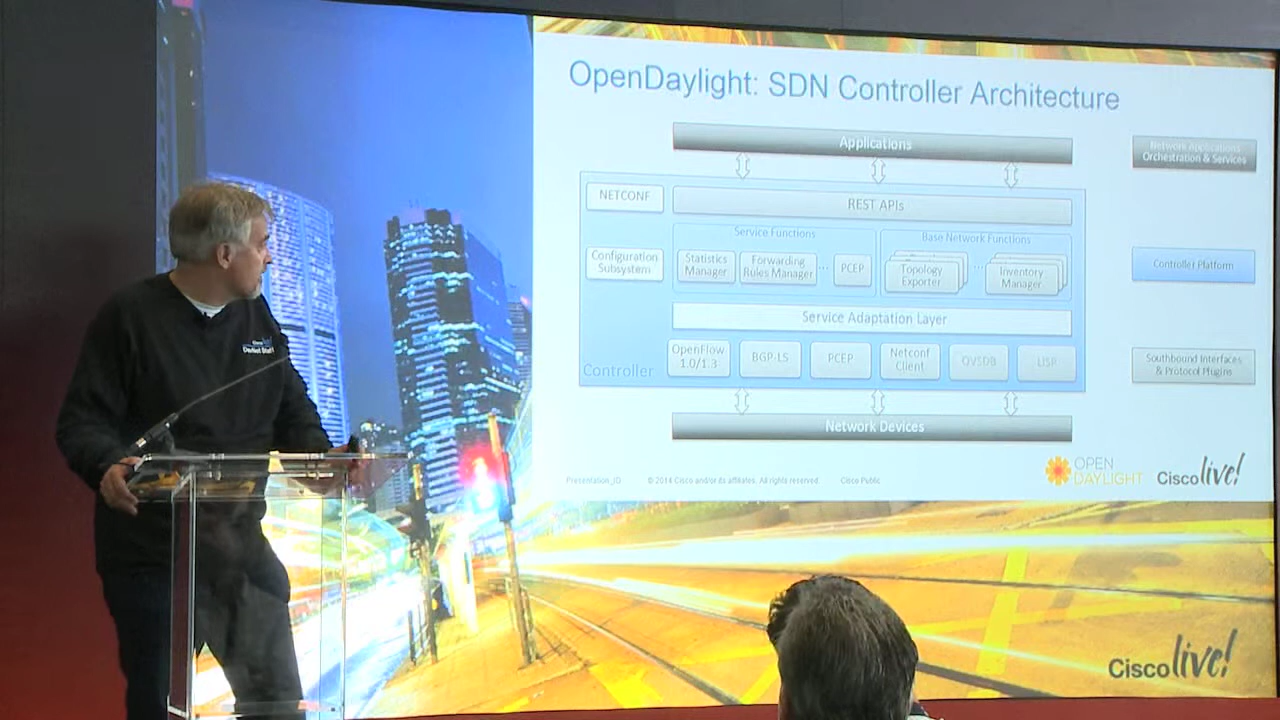 OpenDaylight: SDN Controller Architecture
Applications
Network Applications
Orchestration & Services
NETCONF
REST APIs
Service Functions
Base Network Functions
Configuration
Subsystem
Statistics
Manager
Forwarding
Rules Manager
...
PCEP
Topology
Exporter
...
Inventory
Manager
Controller Platform
Service Adaptation Layer
OpenFlow
1.0/1.3
BGP-LS
PCEP
Netconf
Client
OVSDB
LISP
Controller
Southbound Interfaces
& Protocol Plugins
Network Devices
OPEN
DAYLIGHT
Cisco live!
Presentation_ID
© 2014 Cisco and/or its affiliates. All rights reserved.
Cisco Public
Cisco live!